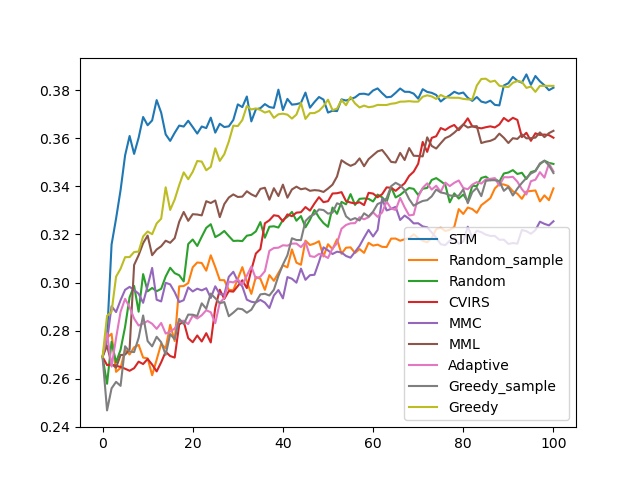 0.38
0.36
0.34
0.32
0.30
0.28
0.26
0.24
0
20
40
60
80
100
STM
Random_sample
Random
CVIRS
MMC
MML
Adaptive
Greedy_sample
Greedy